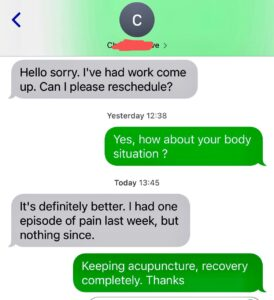 C
C
ve >
Hello sorry. I've had work come
up. Can I please reschedule?
Yesterday 12:38
Yes, how about your body
situation ?
Today 13:45
It's definitely better. I had one
episode of pain last week, but
nothing since.
Keeping acupuncture, recovery
completely. Thanks